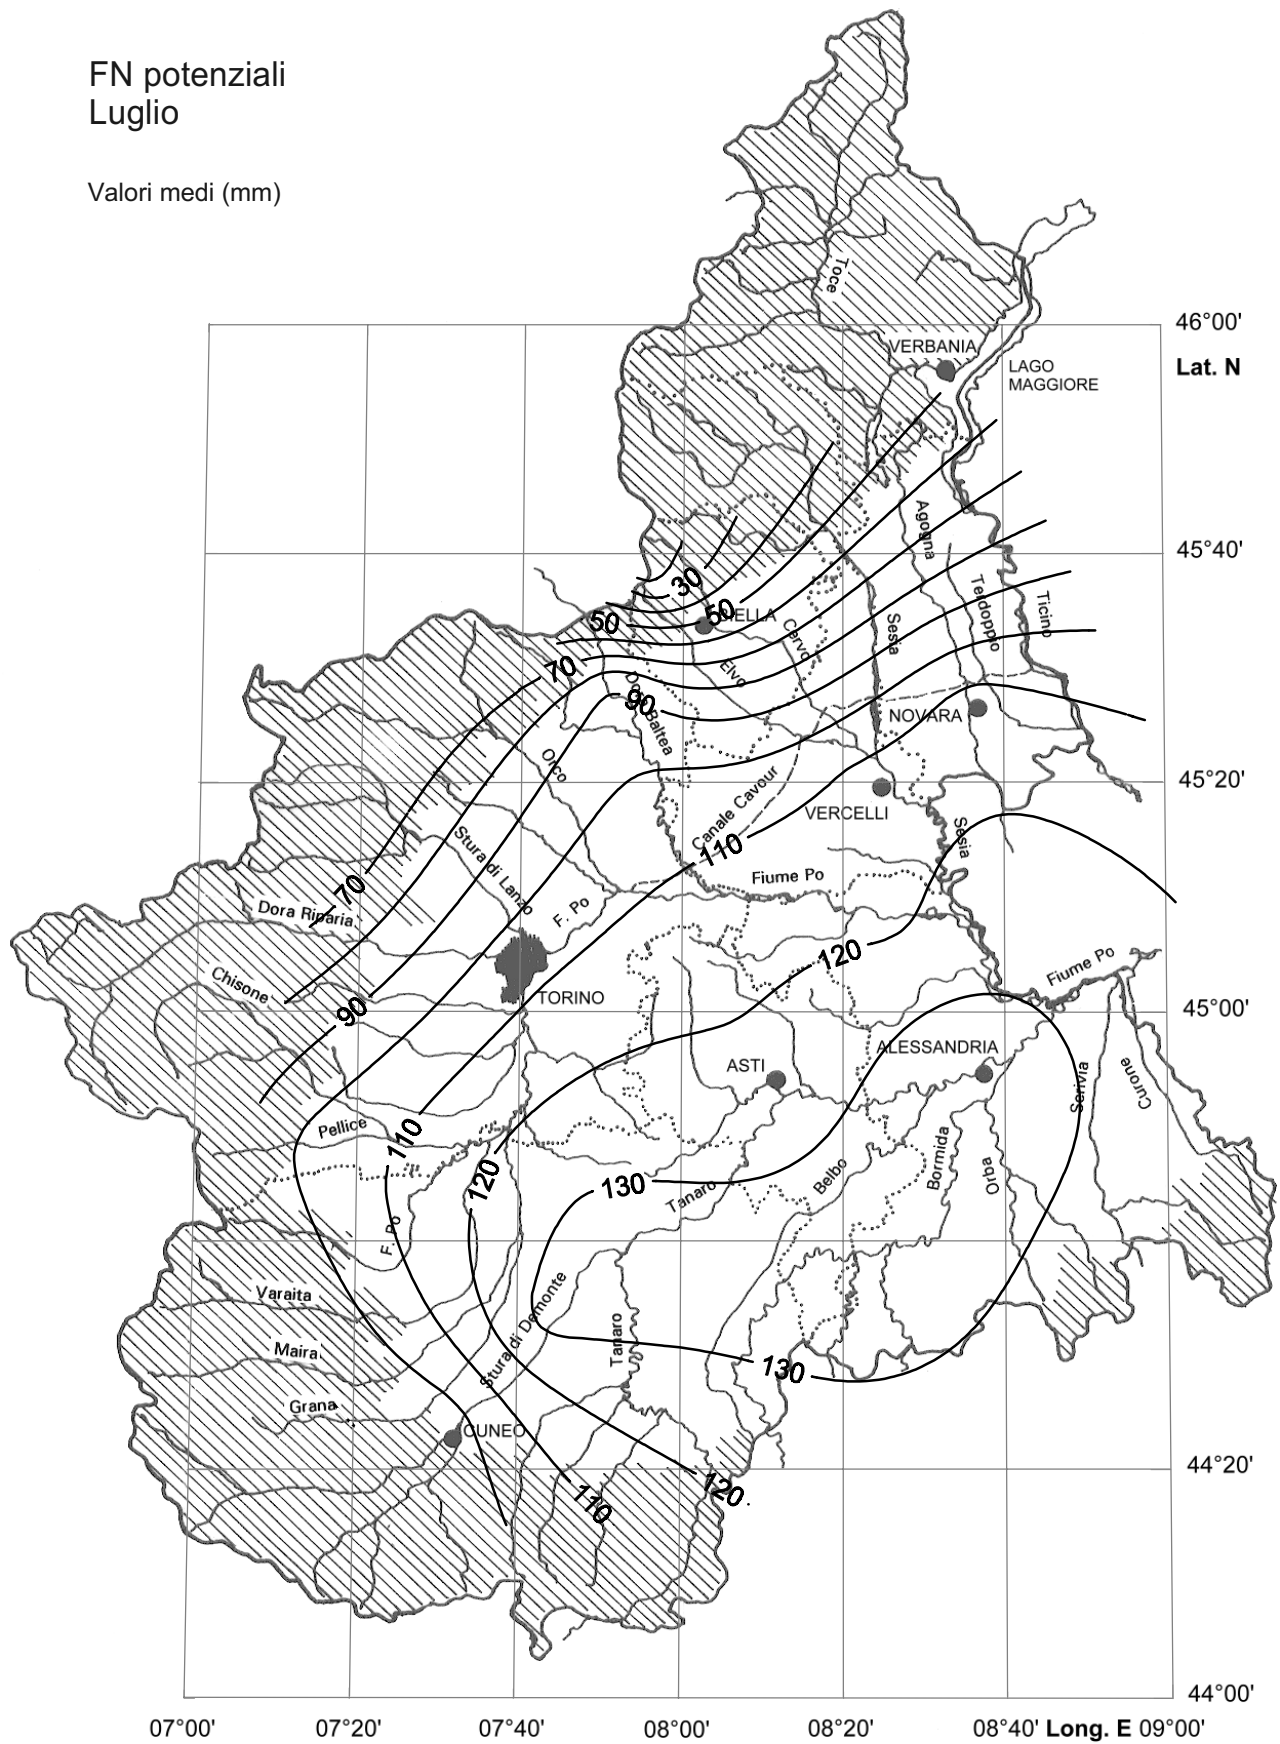 FN potenziali
Luglio
Valori medi (mm)
Toce
46°00'
VERBANIA
Lat. N
LAGO
MAGGIORE
Agogna
45°40'
30
Terdoppio
Ticino
50
50
BIELLA
Cervo
Sesia
70
Elvo
90
Dora Baltea
NOVARA
Orco
45°20'
Canale Cavour
VERCELLI
Stura di Lanzo
Sesia
110
70
Fiume Po
Dora Riparia
F. Po
120
Chisone
Fiume Po
TORINO
90
45°00'
ALESSANDRIA
ASTI
Scrivia
Curone
Pellice
110
120
130
Tanaro
Belbo
Bormida
Orba
F. Po
Varaita
Stura di Demonte
Tanaro
Maira
130
Grana
CUNEO
44°20'
110
120
44°00'
07°00'
07°20'
07°40'
08°00'
08°20'
08°40'
Long. E
09°00'